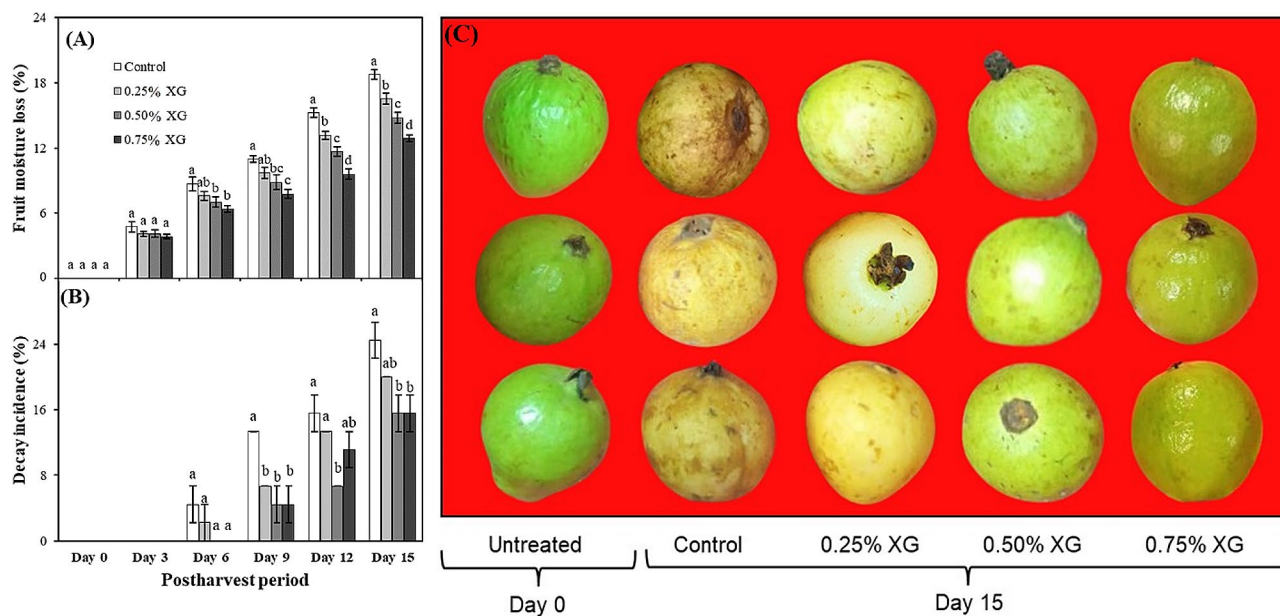 24
(A)
Control
0.25% XG
0.50% XG
0.75% XG
18
12
6
0
Fruit moisture loss (%)
a a a a
a a a a
a ab b b
a ab bc c
a b c d
a b c d
(B)
24
16
8
0
Decay incidence (%)
a a a a
a b b b
a a b ab
a ab b b
Day 0 Day 3 Day 6 Day 9 Day 12 Day 15
Postharvest period
(C)
Untreated Control 0.25% XG 0.50% XG 0.75% XG
Day 0 Day 15